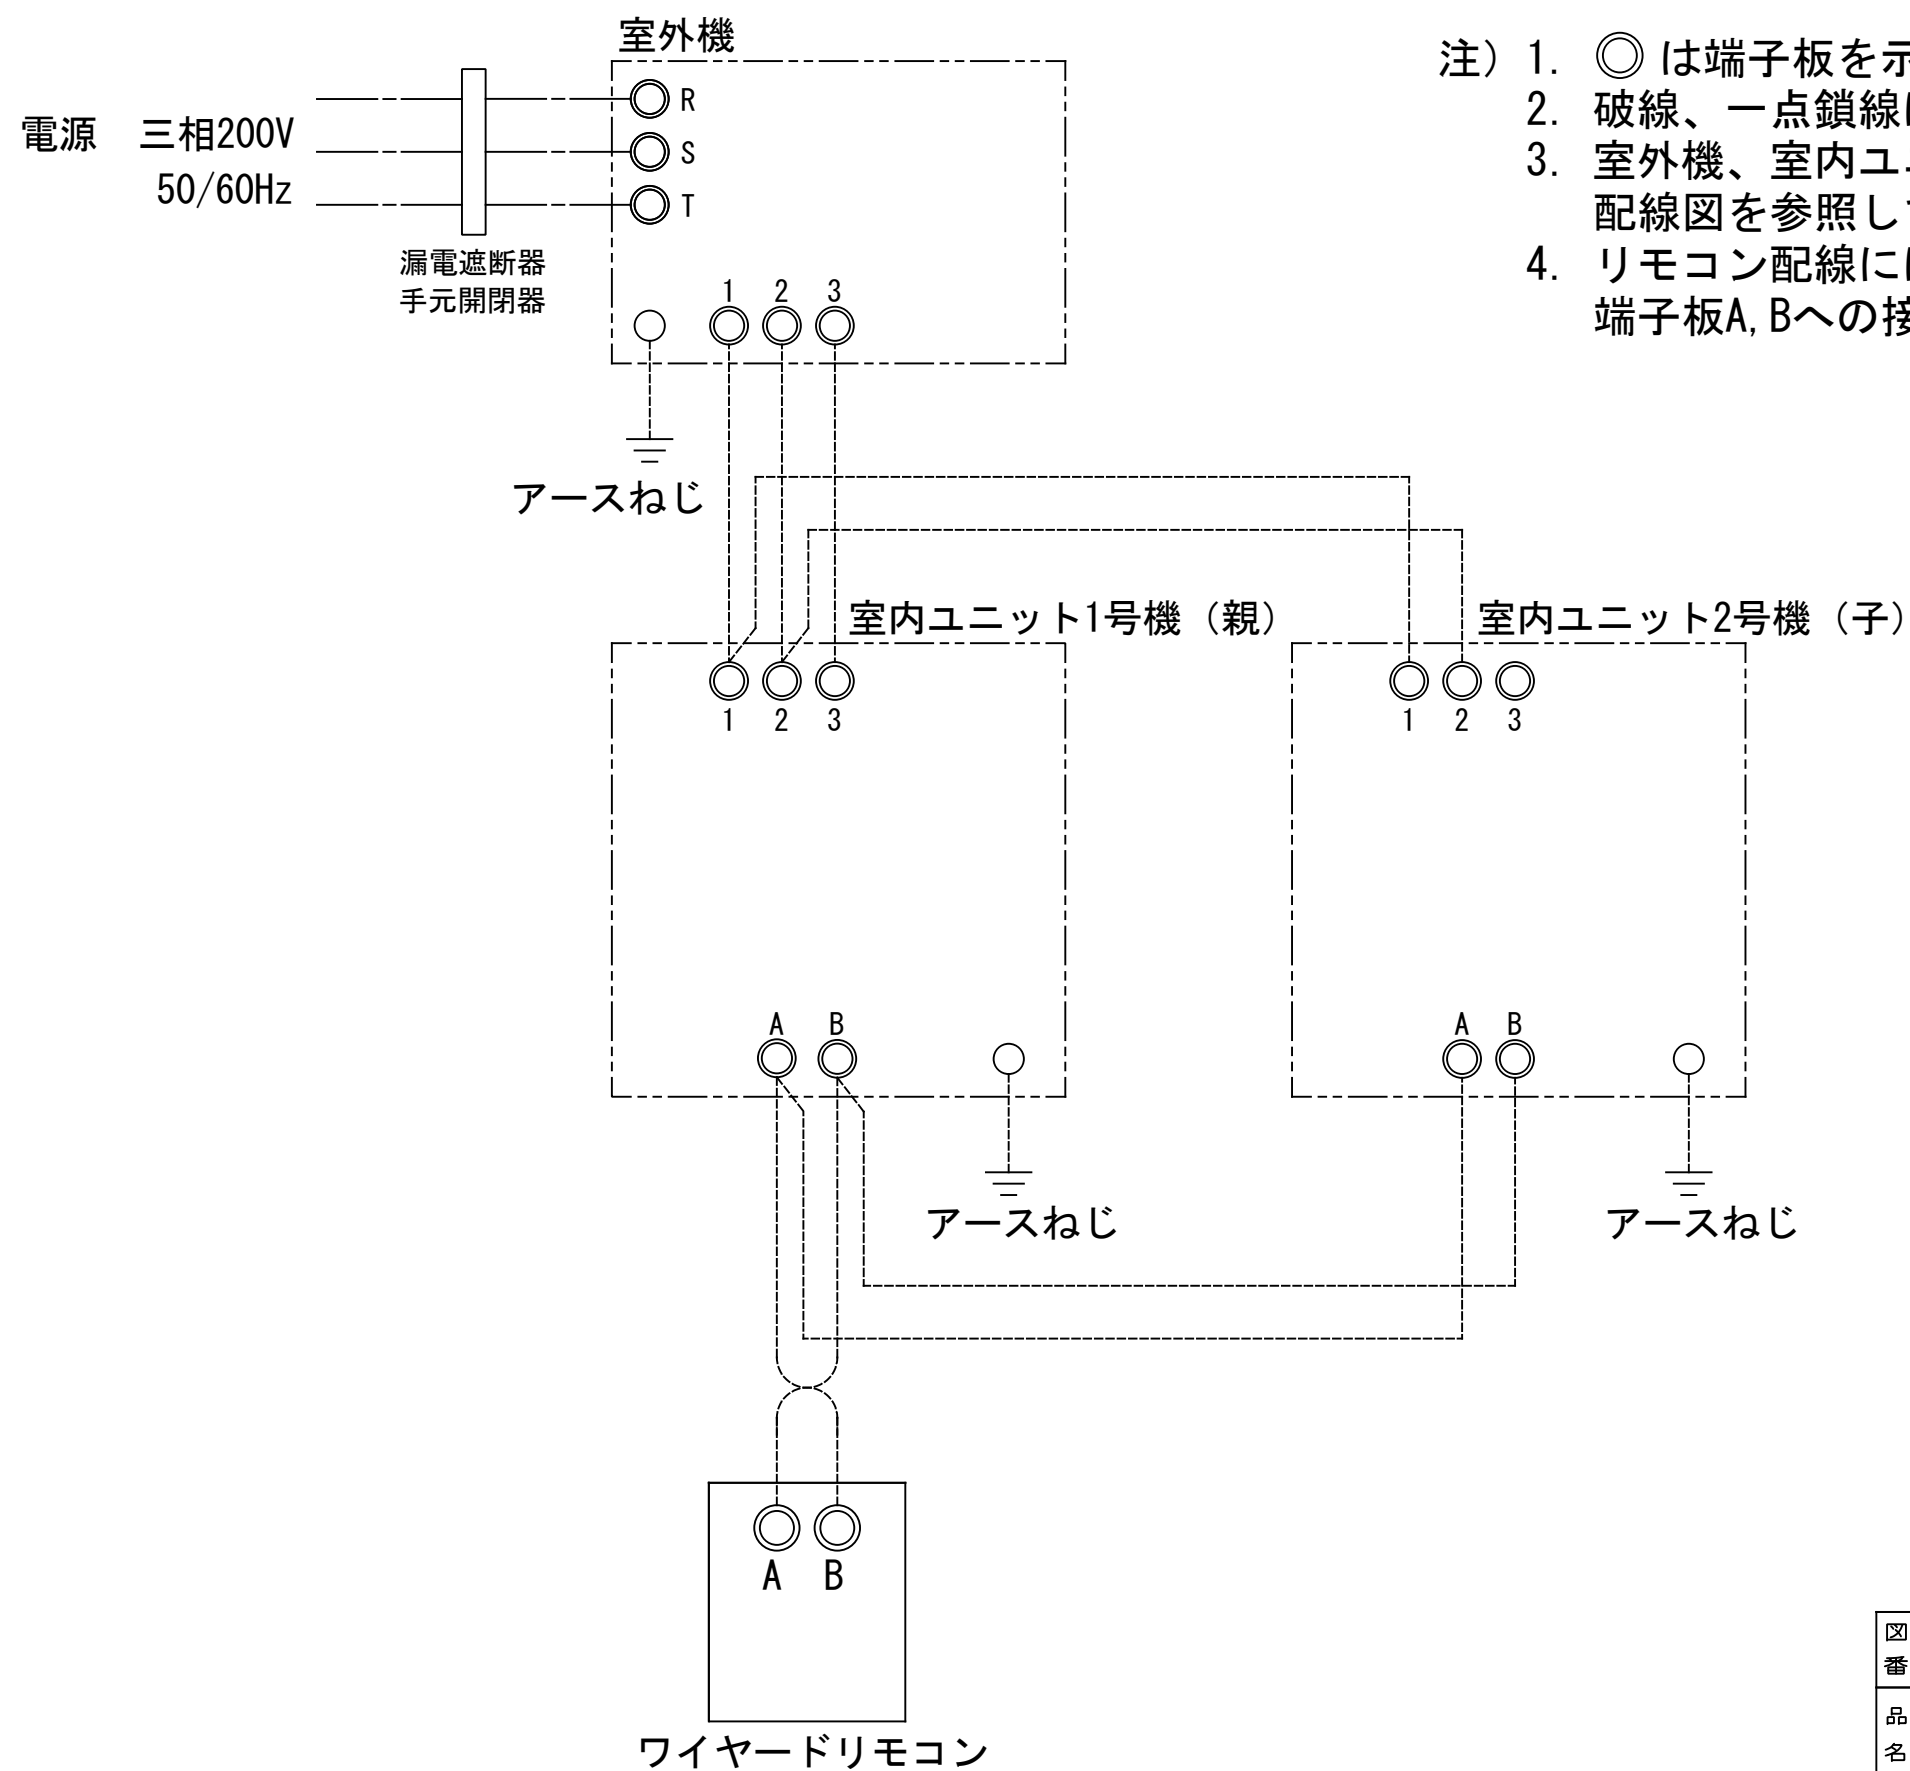 室外機
電源　三相200V
50/60Hz
漏電遮断器
手元開閉器
R
S
T
1 2 3
アースねじ
注) 1. ◎ は端子板を示
2. 破線、一点鎖線
3. 室外機、室内ユ
配線図を参照し
4. リモコン配線に
端子板A,Bへの接
室内ユニット1号機（親）
1 2 3
A B
アースねじ
室内ユニット2号機（子）
1 2 3
A B
アースねじ
A B
ワイヤードリモコン
図番
品名